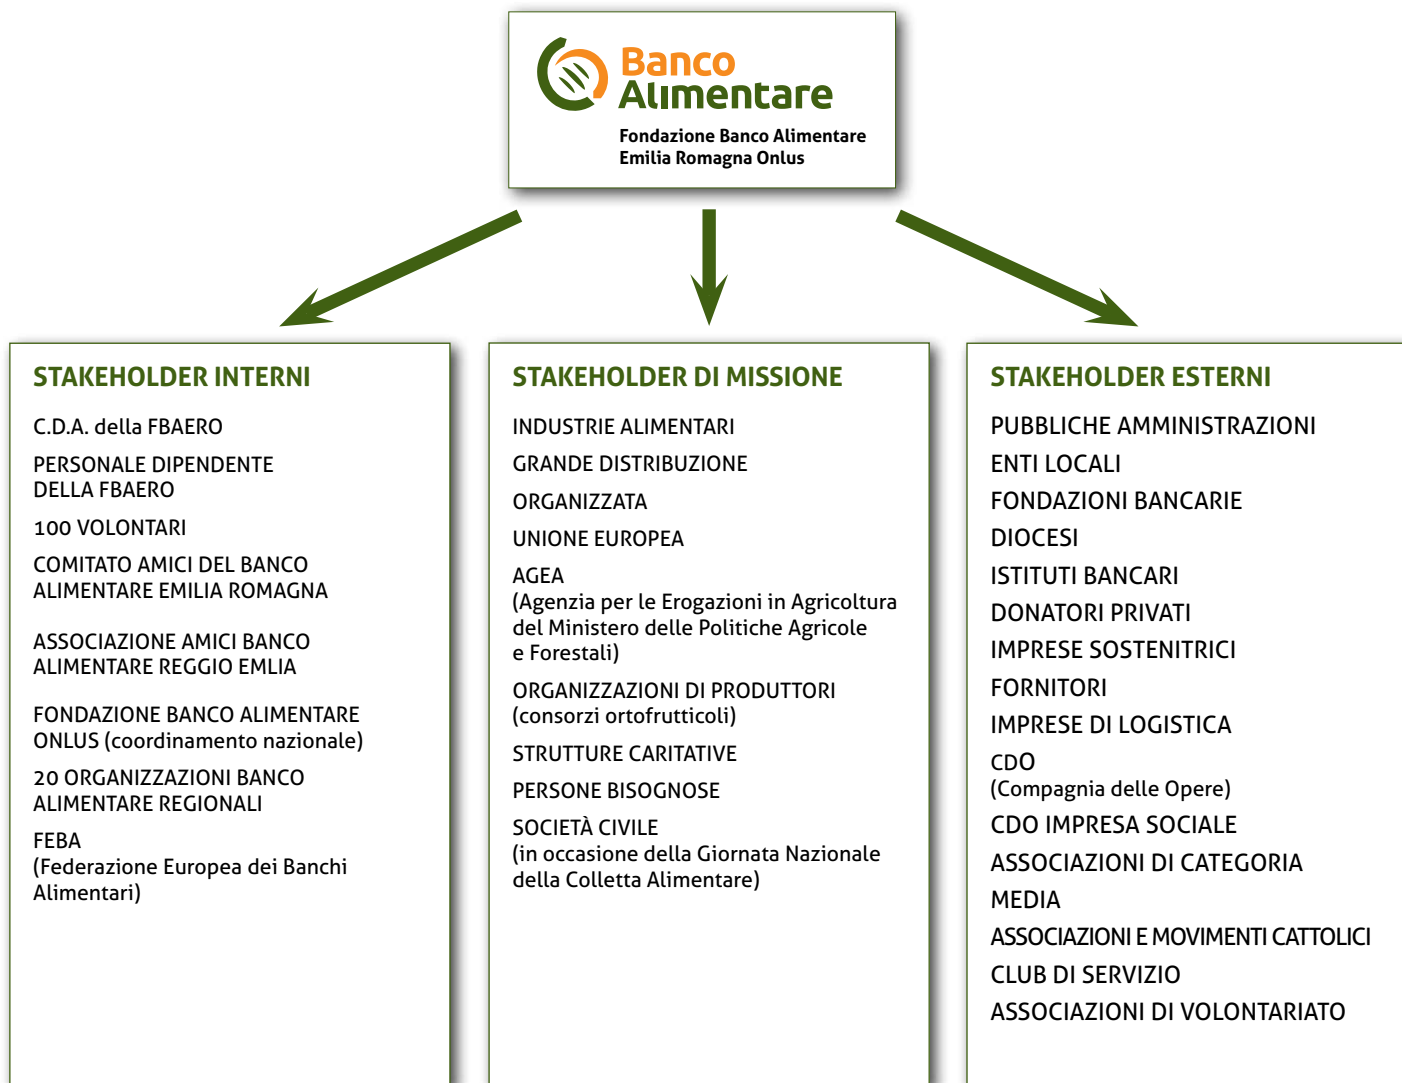 Banco
Alimentare
Fondazione Banco Alimentare
Emilia Romagna Onlus
STAKEHOLDER INTERNI
C.D.A. della FBAERO
PERSONALE DIPENDENTE
DELLA FBAERO
100 VOLONTARI
COMITATO AMICI DEL BANCO
ALIMENTARE EMILIA ROMAGNA
ASSOCIAZIONE AMICI BANCO
ALIMENTARE REGGIO EMLIA
FONDAZIONE BANCO ALIMENTARE
ONLUS (coordinamento nazionale)
20 ORGANIZZAZIONI BANCO
ALIMENTARE REGIONALI
FEBA
(Federazione Europea dei Banchi
Alimentari)
STAKEHOLDER DI MISSIONE
INDUSTRIE ALIMENTARI
GRANDE DISTRIBUZIONE
ORGANIZZATA
UNIONE EUROPEA
AGEA
(Agenzia per le Erogazioni in Agricoltura
del Ministero delle Politiche Agricole
e Forestali)
ORGANIZZAZIONI DI PRODUTTORI
(consorzi ortofrutticoli)
STRUTTURE CARITATIVE
PERSONE BISOGNOSE
SOCIETÀ CIVILE
(in occasione della Giornata Nazionale
della Colletta Alimentare)
STAKEHOLDER ESTERNI
PUBBLICHE AMMINISTRAZIONI
ENTI LOCALI
FONDAZIONI BANCARIE
DIOCESI
ISTITUTI BANCARI
DONATORI PRIVATI
IMPRESE SOSTENITRICI
FORNITORI
IMPRESE DI LOGISTICA
CDO
(Compagnia delle Opere)
CDO IMPRESA SOCIALE
ASSOCIAZIONI DI CATEGORIA
MEDIA
ASSOCIAZIONI E MOVIMENTI CATTOLICI
CLUB DI SERVIZIO
ASSOCIAZIONI DI VOLONTARIATO